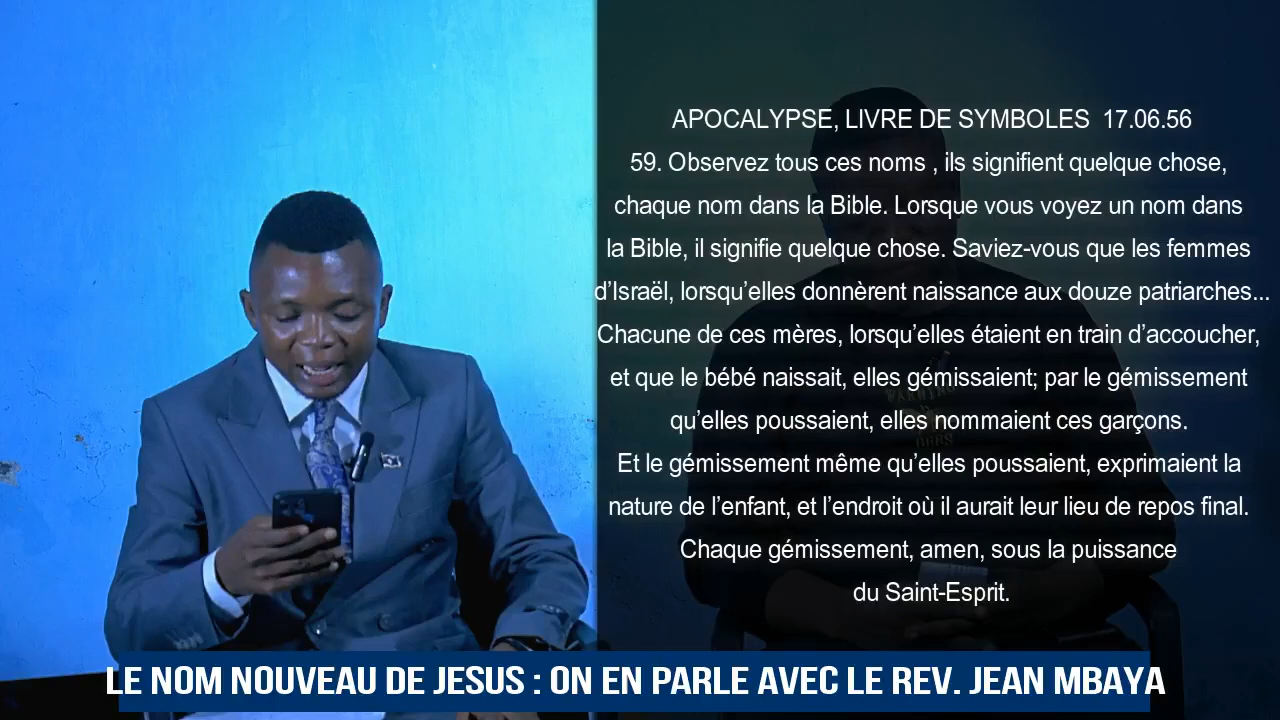 APOCALYPSE, LIVRE DE SYMBOLES 17.06.56
59. Observez tous ces noms , ils signifient quelque chose,
chaque nom dans la Bible. Lorsque vous voyez un nom dans
la Bible, il signifie quelque chose. Saviez-vous que les femmes
d'Israël, lorsqu'elles donnèrent naissance aux douze patriarches...
Chacune de ces mères, lorsqu'elles étaient en train d'accoucher,
et que le bébé naissait, elles gémissaient; par le gémissement
qu'elles poussaient, elles nommaient ces garçons.
Et le gémissement même qu'elles poussaient, exprimaient la
nature de l'enfant, et l'endroit où il aurait leur lieu de repos final.
Chaque gémissement, amen, sous la puissance
du Saint-Esprit.
LE NOM NOUVEAU DE JESUS : ON EN PARLE AVEC LE REV. JEAN MBAYA